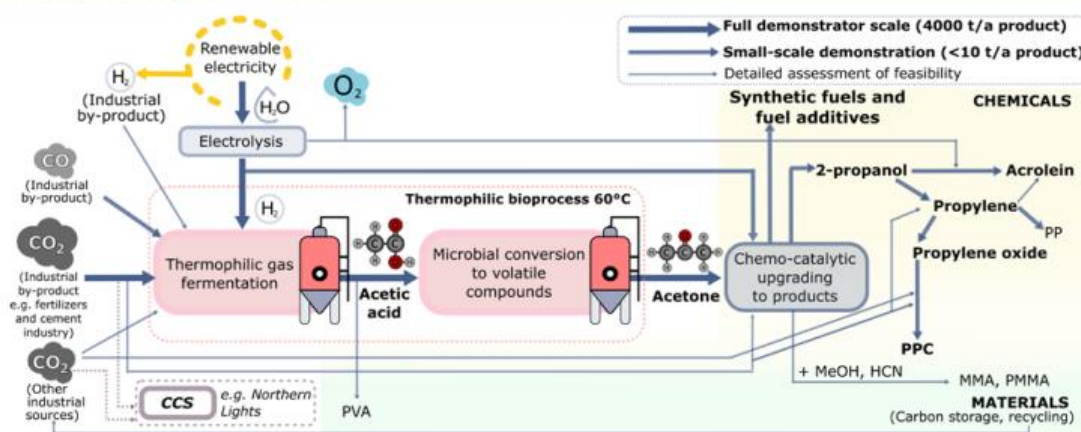 Full demonstrator scale (4000 t/a product)
Small-scale demonstration (<10 t/a product)
Detailed assessment of feasibility
Renewable
electricity
H₂
(Industrial
by-product)
H₂O
O₂
Electrolysis
Synthetic fuels and
fuel additives
CHEMICALS
CO
(Industrial
by-product)
H₂
Thermophilic bioprocess 60°C
2-propanol
Acrolein
Propylene
PP
Propylene oxide
CO₂
(Industrial
by-product
e.g. fertilizers
and cement
industry)
Thermophilic gas
fermentation
H
H
C
C
O
O
H
H
Acetic
acid
Microbial conversion
to volatile
compounds
H
O
H
H
C
C
C
H
H
H
Acetone
Chemo-catalytic
upgrading
to products
PPC
CO₂
(Other
industrial
sources)
CCS
e.g. Northern
Lights
PVA
+ MeOH, HCN
MMA, PMMA
MATERIALS
(Carbon storage, recycling)